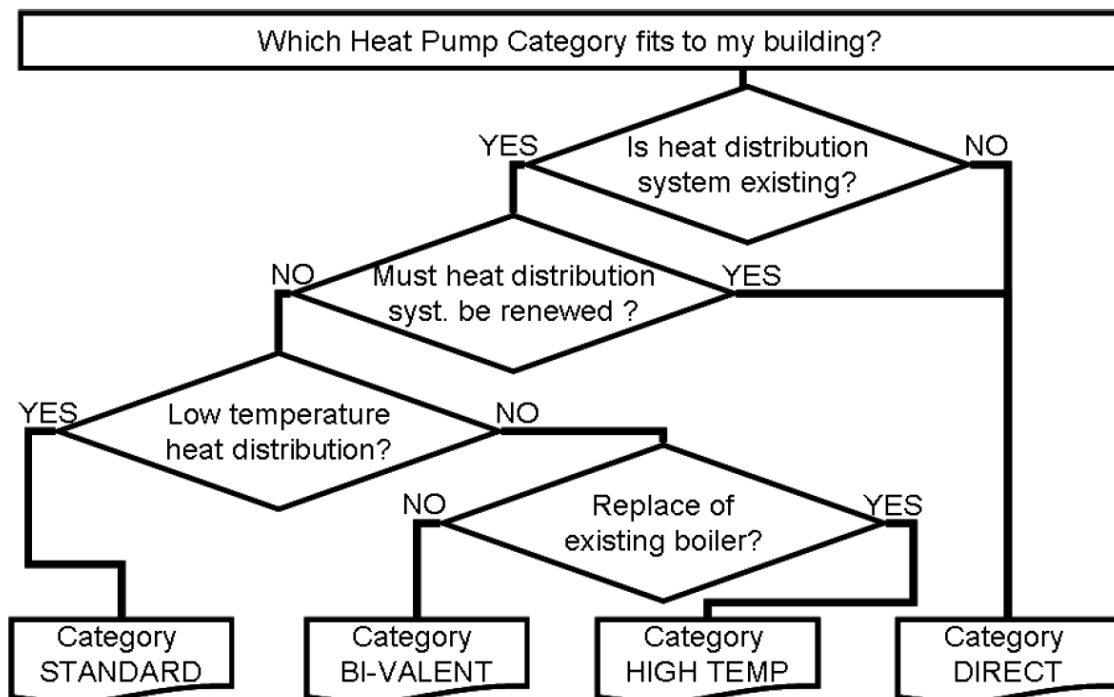 Which Heat Pump Category fits to my building?
YES
Is heat distribution
system existing?
NO
NO
Must heat distribution
syst. be renewed ?
YES
YES
Low temperature
heat distribution?
NO
NO
Replace of
existing boiler?
YES
Category
STANDARD
Category
BI-VALENT
Category
HIGH TEMP
Category
DIRECT